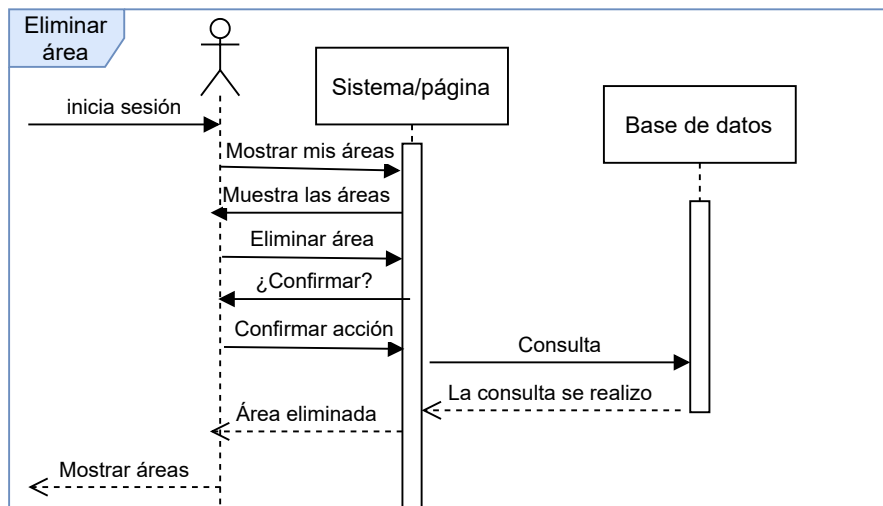 Eliminar
área
Sistema/página
inicia sesión
Base de datos
Mostrar mis áreas
Muestra las áreas
Eliminar área
¿Confirmar?
Confirmar acción
Consulta
La consulta se realizo
Área eliminada
Mostrar áreas